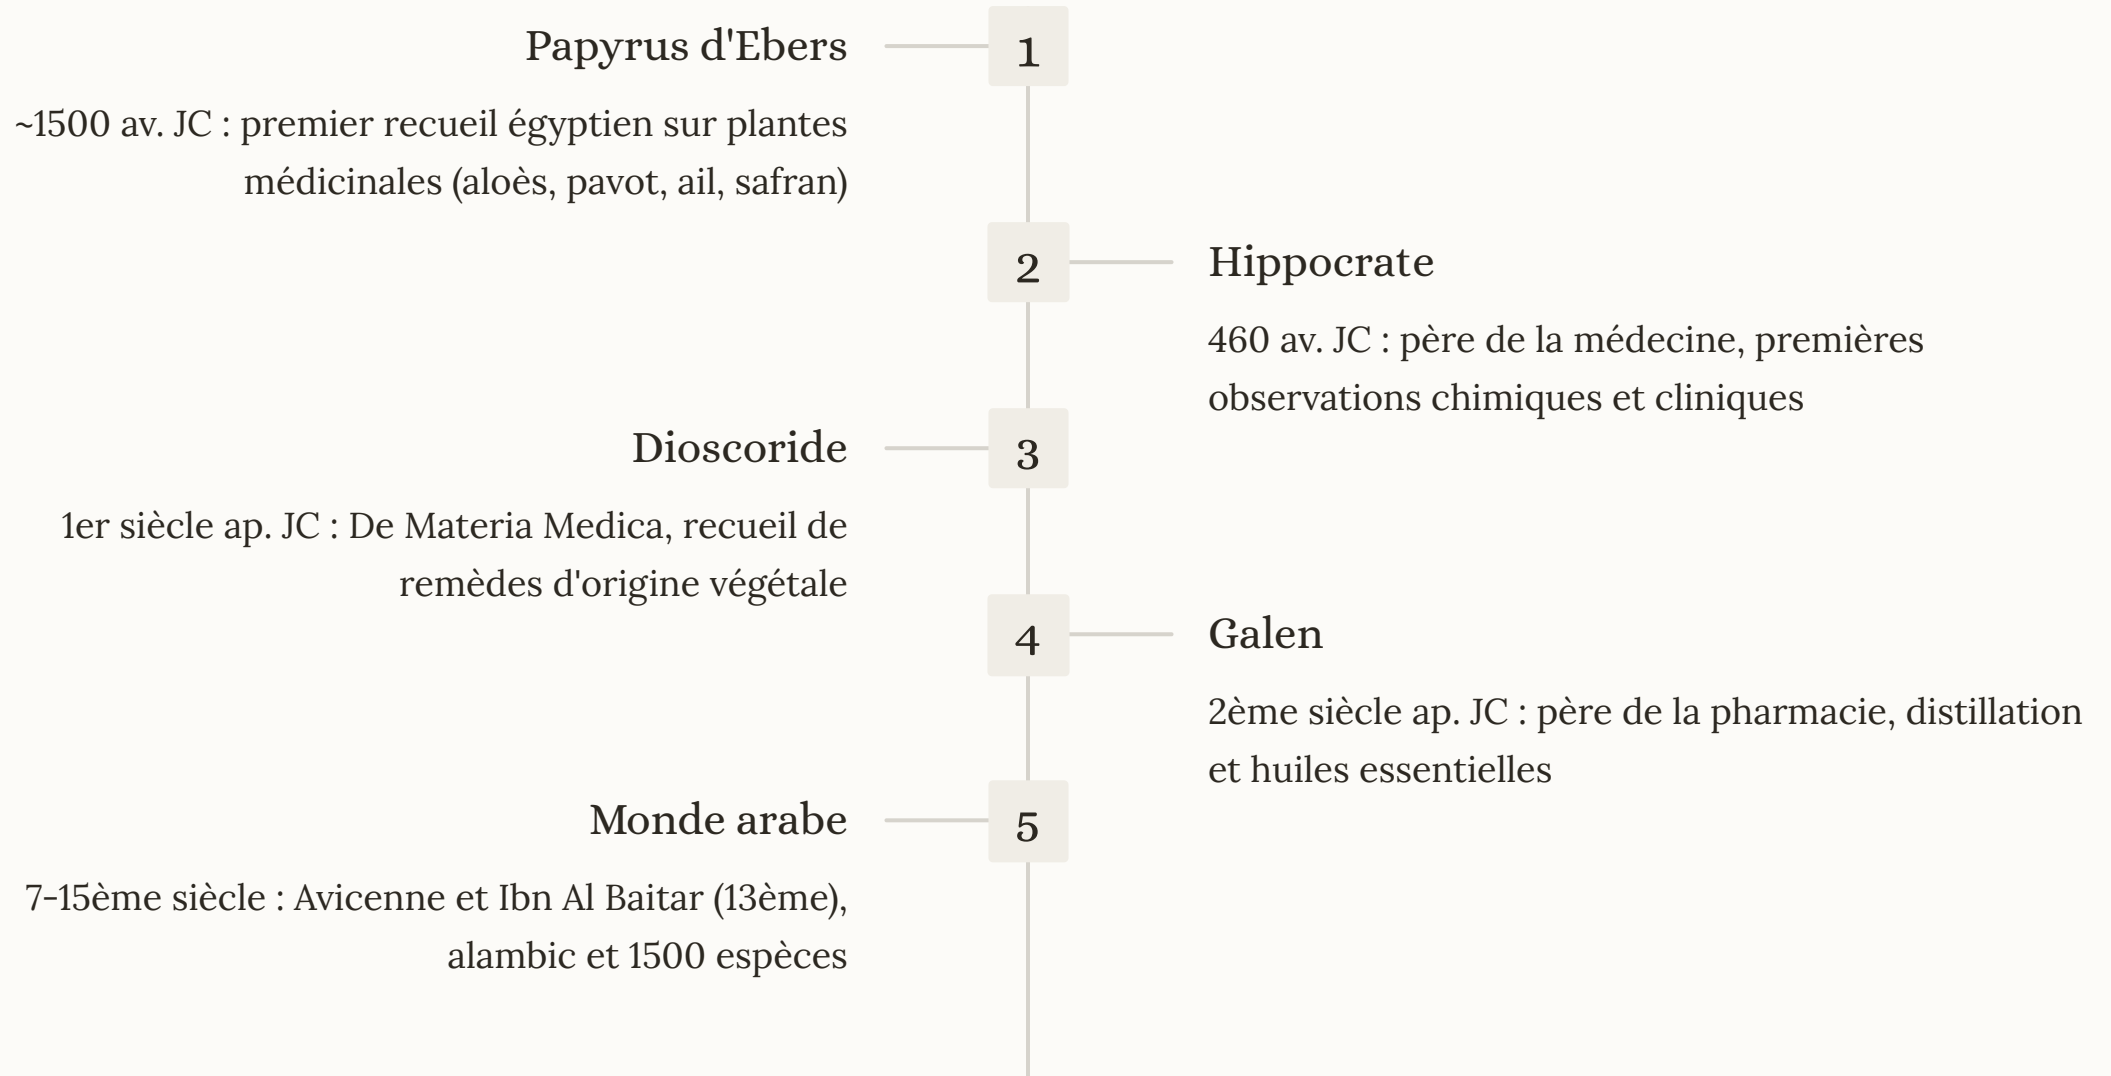 Papyrus d'Ebers
1
~1500 av. JC : premier recueil égyptien sur plantes
médicinales (aloès, pavot, ail, safran)
2
Hippocrate
460 av. JC : père de la médecine, premières
observations chimiques et cliniques
Dioscoride
3
1er siècle ap. JC : De Materia Medica, recueil de
remèdes d'origine végétale
4
Galen
2ème siècle ap. JC : père de la pharmacie, distillation
et huiles essentielles
Monde arabe
5
7-15ème siècle : Avicenne et Ibn Al Baitar (13ème),
alambic et 1500 espèces